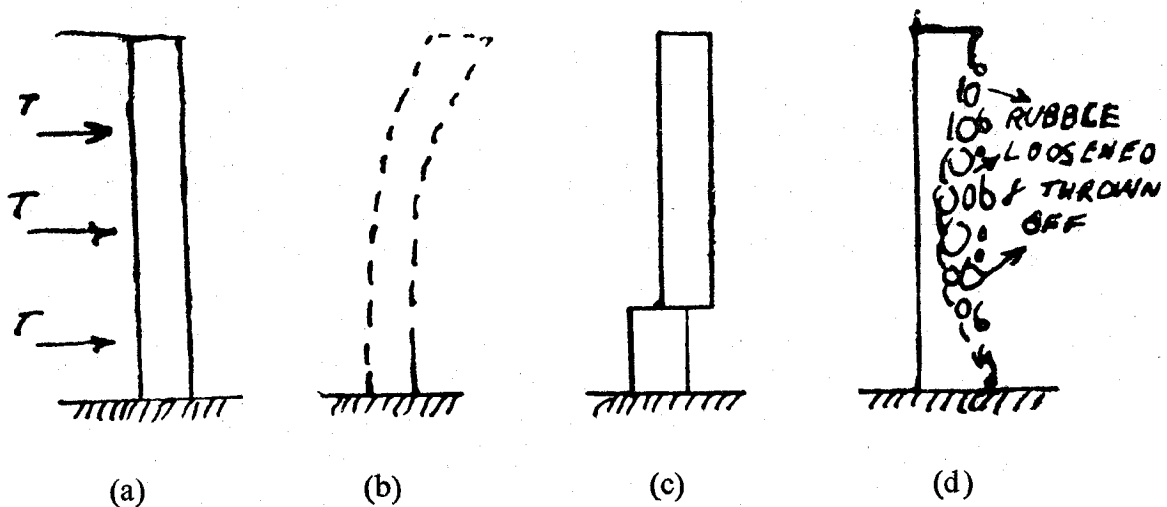 T
T
T
RUBBLE
LOOSENED
& THROWN
OFF
(a) (b) (c) (d)